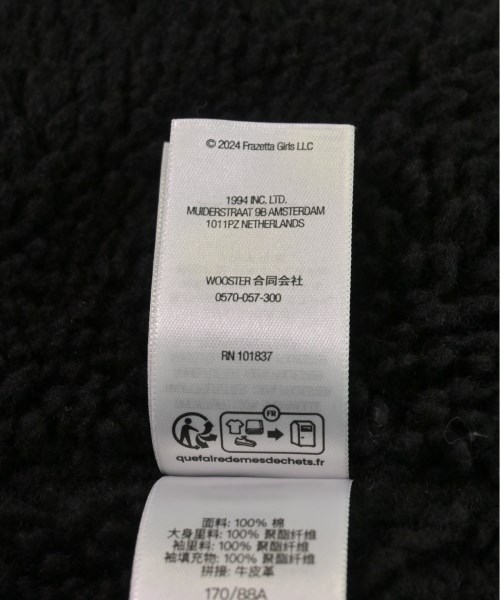 © 2024 Frazetta Girls LLC
1994 INC. LTD.
MUIDERSTRAAT 9B AMSTERDAM
1011PZ NETHERLANDS
WOOSTER 合同会社
0570-057-300
RN 101837
FR
quefairedemesdechets.fr
面料: 100% 棉
大身里料: 100% 聚酯纤维
袖里料: 100% 聚酯纤维
袖填充物: 100% 聚酯纤维
拼接: 牛皮革
170/88A